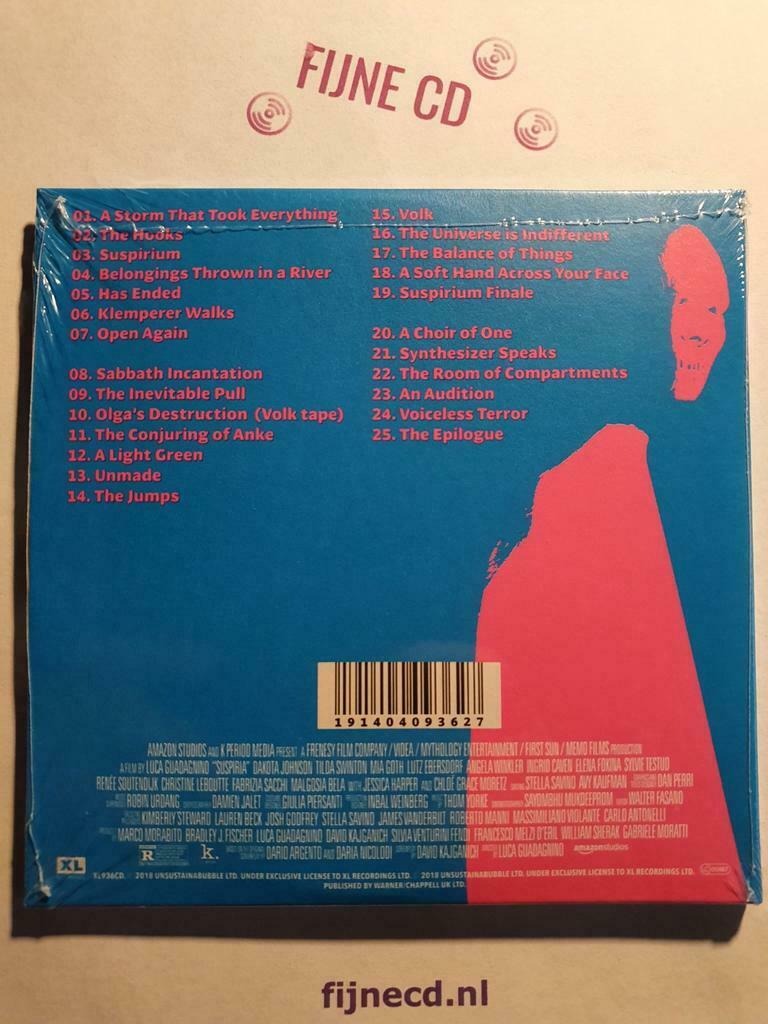 FIJNE CD
01. A Storm That Took Everything
02. The Hooks
03. Suspirium
04. Belongings Thrown in a River
05. Has Ended
06. Klemperer Walks
07. Open Again
08. Sabbath Incantation
09. The Inevitable Pull
10. Olga's Destruction (Volk tape)
11. The Conjuring of Anke
12. A Light Green
13. Unmade
14. The Jumps
15. Volk
16. The Universe is Indifferent
17. The Balance of Things
18. A Soft Hand Across Your Face
19. Suspirium Finale
20. A Choir of One
21. Synthesizer Speaks
22. The Room of Compartments
23. An Audition
24. Voiceless Terror
25. The Epilogue
191404093627
AMAZON STUDIOS AND K PERIOD MEDIA PRESENT A FRENESY FILM COMPANY / VIDEA / MYTHOLOGY ENTERTAINMENT / FIRST SUN / MEMO FILMS PRODUCTION
A FILM BY LUCA GUADAGNINO "SUSPIRIA" DAKOTA JOHNSON TILDA SWINTON MIA GOTH LUTZ EBERSDORF ANGELA WINKLER INGRID CAVEN ELENA FOKINA SYLVIE TESTUD
RENÉE SOUTENDIJK CHRISTINE LEBOUTTE FABRIZIA SACCHI MALGOSIA BELA WITH JESSICA HARPER AND CHLOË GRACE MORETZ STELLA SAVINO AVY KAUFMAN DAN PERRI
ROBIN URDANG DAMIEN JALET GIULIA PIERSANTI INBAL WEINBERG THOM YORKE SAYOMBHU MUKDEEPROM WALTER FASANO
KIMBERLY STEWARD LAUREN BECK JOSH GODFREY STELLA SAVINO JAMES VANDERBILT ROBERTO MANNI MASSIMILIANO VIOLANTE CARLO ANTONELLI
MARCO MORABITO BRADLEY J. FISCHER LUCA GUADAGNINO DAVID KAJGANICH SILVIA VENTURINI FENDI FRANCESCO MELZI D'ERIL WILLIAM SHERAK GABRIELE MORATTI
R k. DARIO ARGENTO AND DARIA NICOLODI DAVID KAJGANICH LUCA GUADAGNINO amazonstudios
XL
XL936CD. 2018 UNSUSTAINABUBBLE LTD. UNDER EXCLUSIVE LICENSE TO XL RECORDINGS LTD. 2018 UNSUSTAINABUBBLE LTD. UNDER EXCLUSIVE LICENSE TO XL RECORDINGS LTD.
PUBLISHED BY WARNER/CHAPPELL UK LTD.
fijnecd.nl